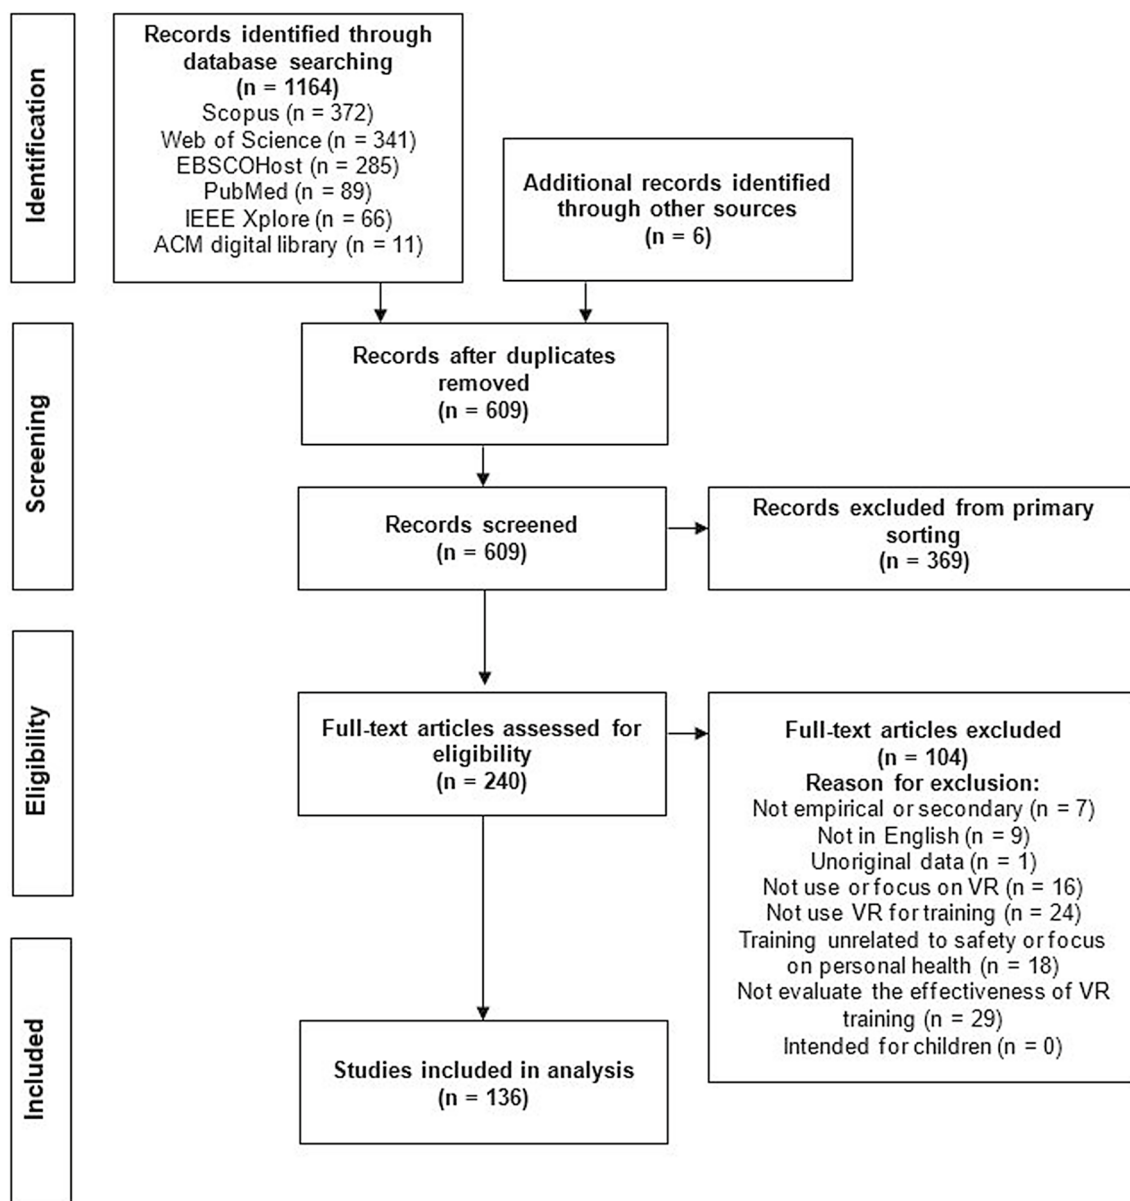 Identification
Records identified through
database searching
(n = 1164)
Scopus (n = 372)
Web of Science (n = 341)
EBSCOHost (n = 285)
PubMed (n = 89)
IEEE Xplore (n = 66)
ACM digital library (n = 11)
Additional records identified
through other sources
(n = 6)
Screening
Records after duplicates
removed
(n = 609)
Records screened
(n = 609)
Records excluded from primary
sorting
(n = 369)
Eligibility
Full-text articles assessed for
eligibility
(n = 240)
Full-text articles excluded
(n = 104)
Reason for exclusion:
Not empirical or secondary (n = 7)
Not in English (n = 9)
Unoriginal data (n = 1)
Not use or focus on VR (n = 16)
Not use VR for training (n = 24)
Training unrelated to safety or focus
on personal health (n = 18)
Not evaluate the effectiveness of VR
training (n = 29)
Intended for children (n = 0)
Included
Studies included in analysis
(n = 136)